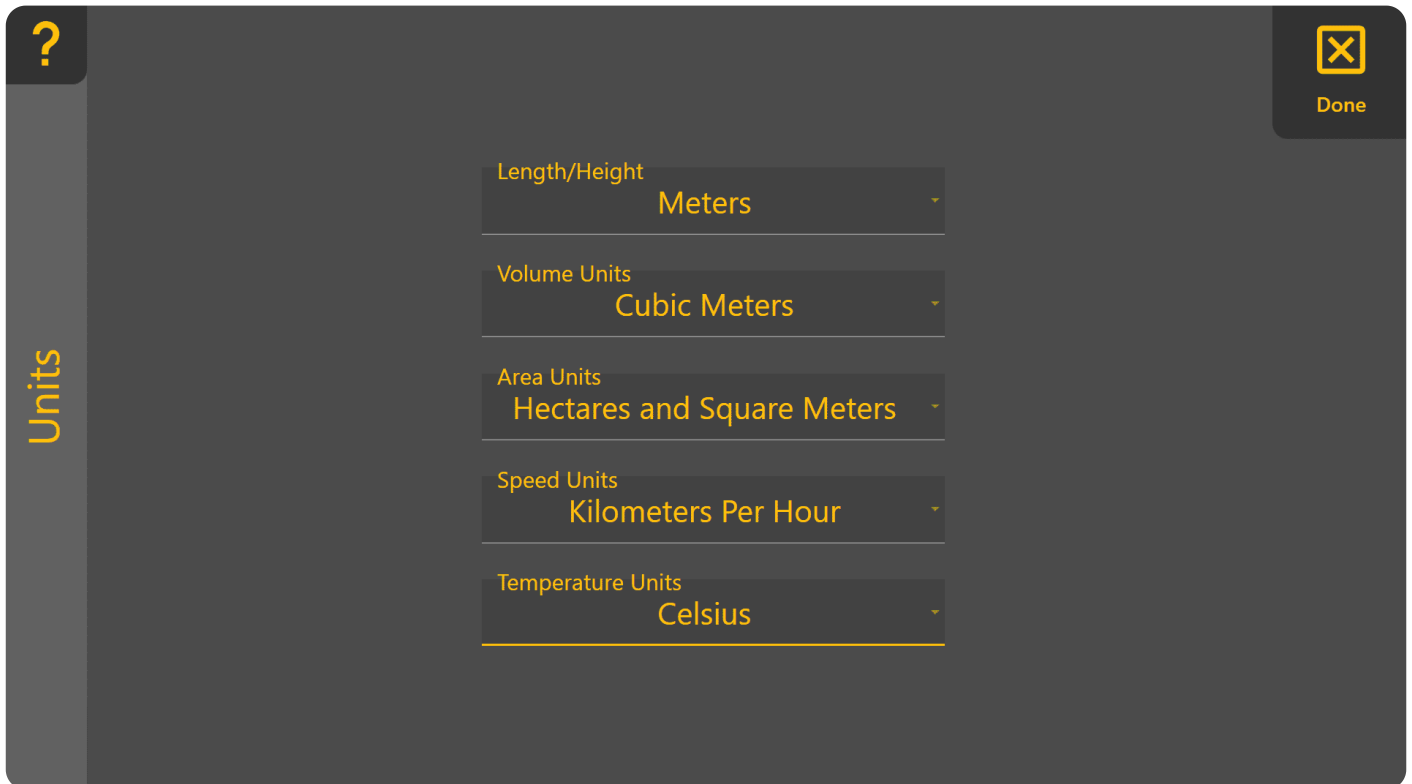 ?
Done
Units
Length/Height
Meters
Volume Units
Cubic Meters
Area Units
Hectares and Square Meters
Speed Units
Kilometers Per Hour
Temperature Units
Celsius